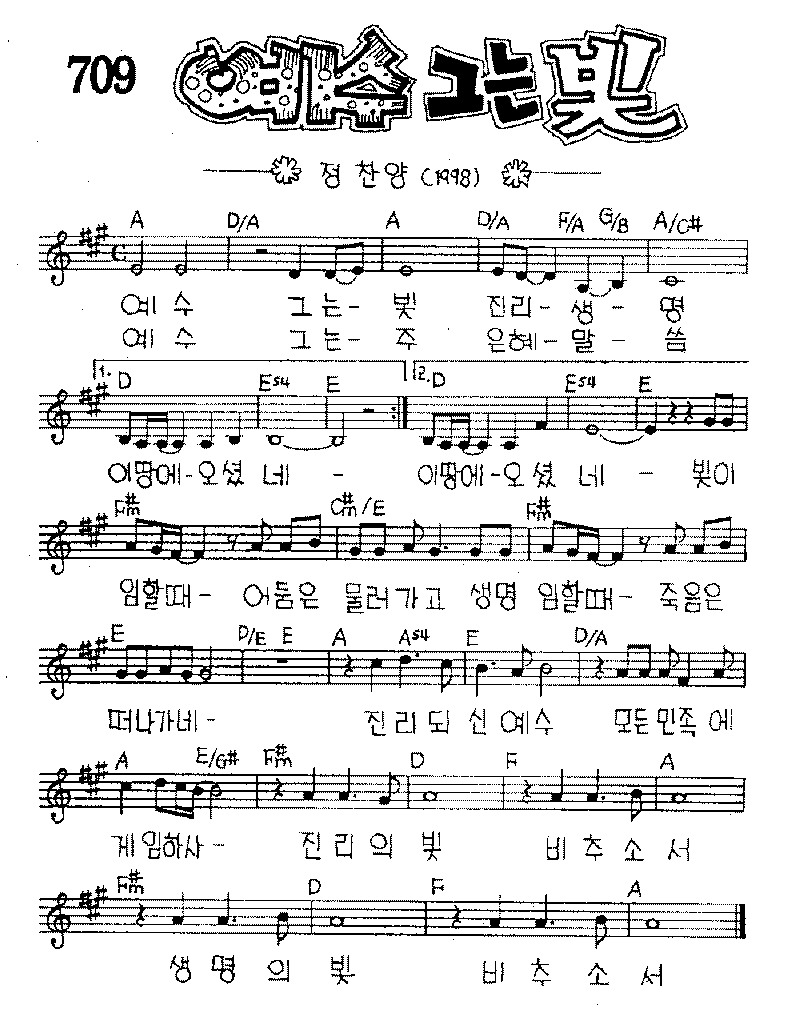 709 예수 그는 빛
정 찬양 (1998)
A D/A A D/A F/A G/B A/C#
예 수 그 는- 빛 진리- 생- 명
예 수 그 는- 주 은혜- 말- 씀
1. D E S4 E 2. D E S4 E
이땅에-오셨 네 - 이땅에-오셨 네 - 빛이
F#m C#m/E F#m
임할때- 어둠은 물러가고 생명 임할때- 죽음은
E D/E E A A S4 E D/A
떠나가네- 진리되 신예수 모든민족에
A E/G# F#m D F A
게임하사- 진리의 빛 비추소서
F#m D F A
생명의 빛 비추소서